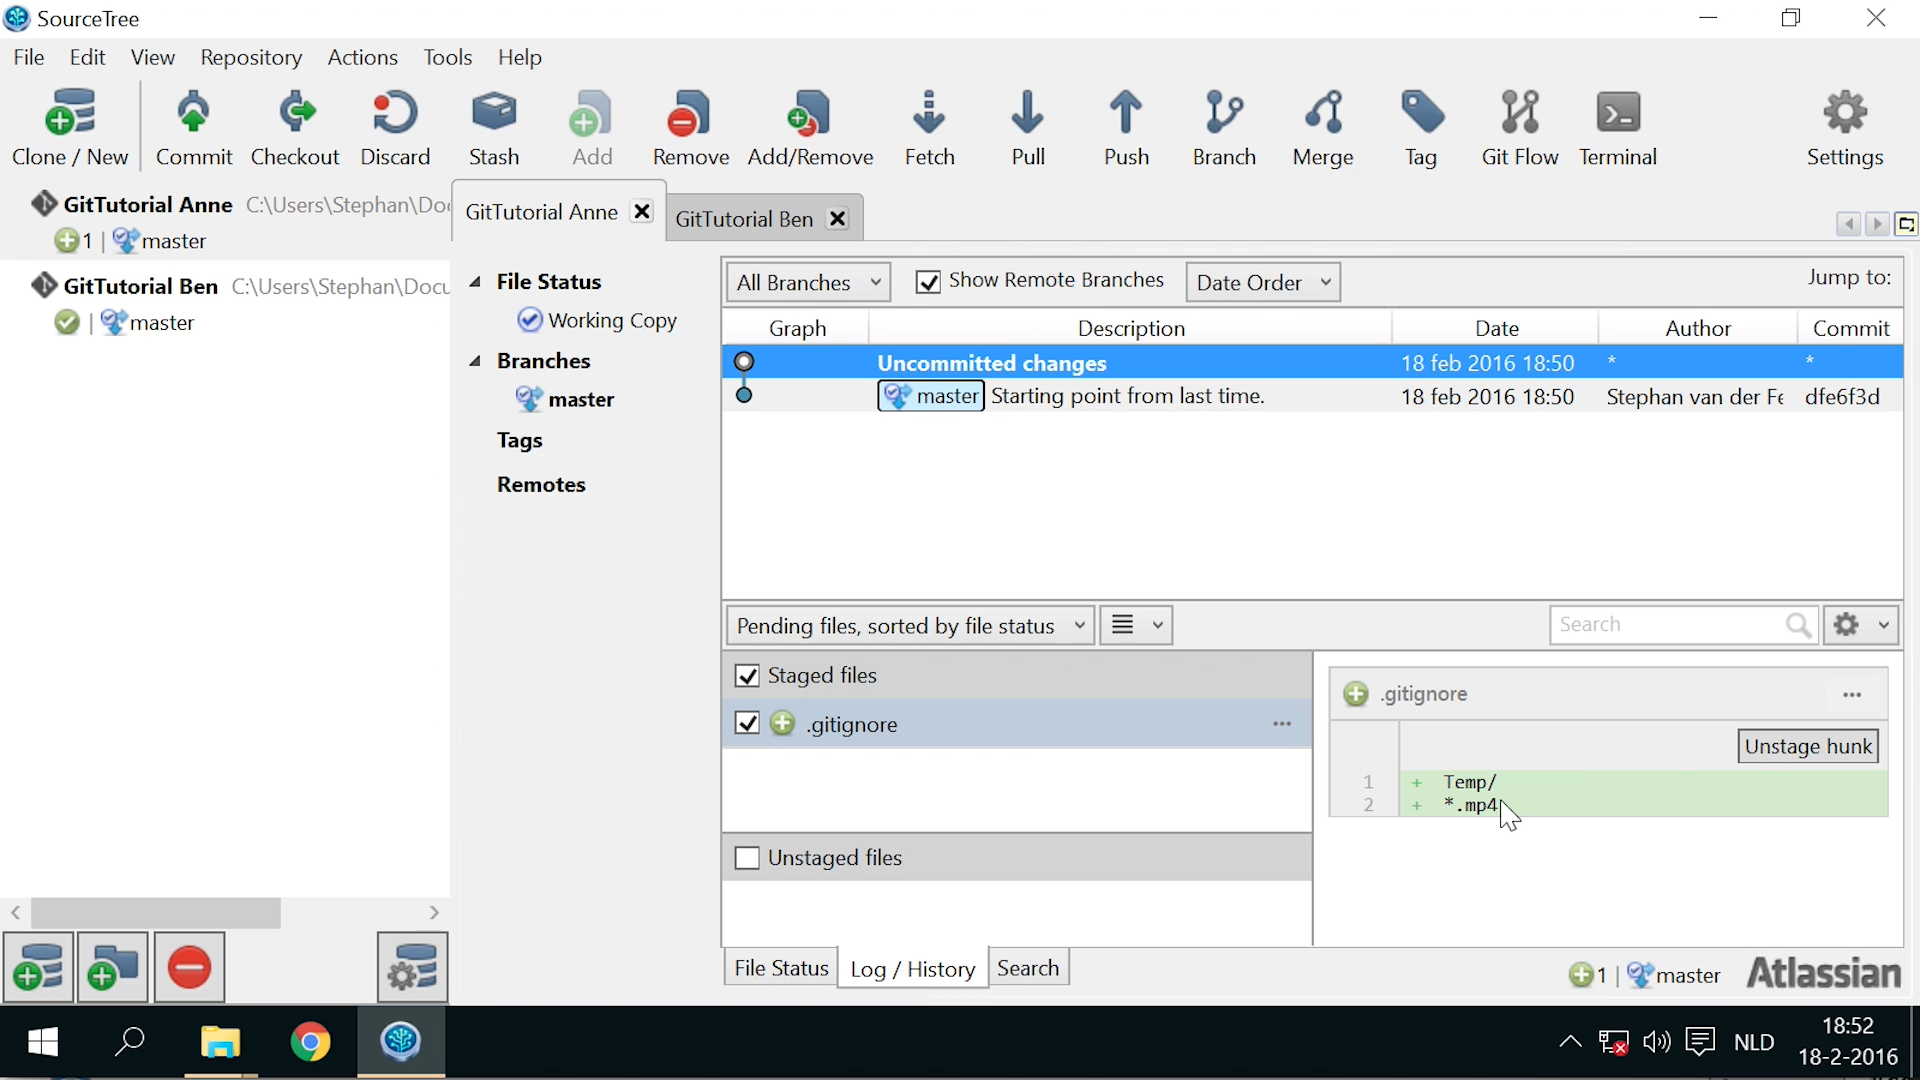 SourceTree
File Edit View Repository Actions Tools Help
Clone / New Commit Checkout Discard Stash Add Remove Add/Remove Fetch Pull Push Branch Merge Tag Git Flow Terminal Settings
GitTutorial Anne C:\Users\Stephan\Do
1 | master
GitTutorial Ben C:\Users\Stephan\Docu
| master
GitTutorial Anne GitTutorial Ben
File Status
Working Copy
Branches
master
Tags
Remotes
All Branches Show Remote Branches Date Order Jump to:
Graph Description Date Author Commit
Uncommitted changes 18 feb 2016 18:50 * *
master Starting point from last time. 18 feb 2016 18:50 Stephan van der Fe dfe6f3d
Pending files, sorted by file status Search
Staged files
.gitignore ...
Unstaged files
.gitignore ...
Unstage hunk
1 + Temp/
2 + *.mp4
File Status Log / History Search
1 | master Atlassian
NLD
18:52
18-2-2016